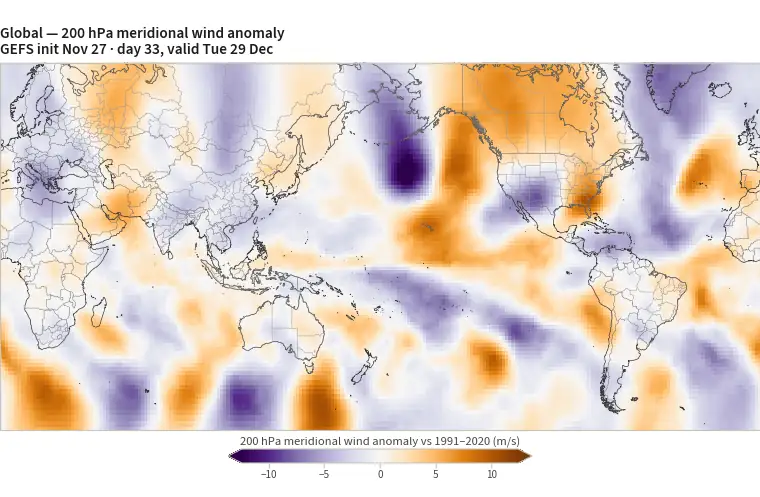 Global — 200 hPa meridional wind anomaly
GEFS init Nov 27 · day 33, valid Tue 29 Dec
200 hPa meridional wind anomaly vs 1991–2020 (m/s)
−10 −5 0 5 10